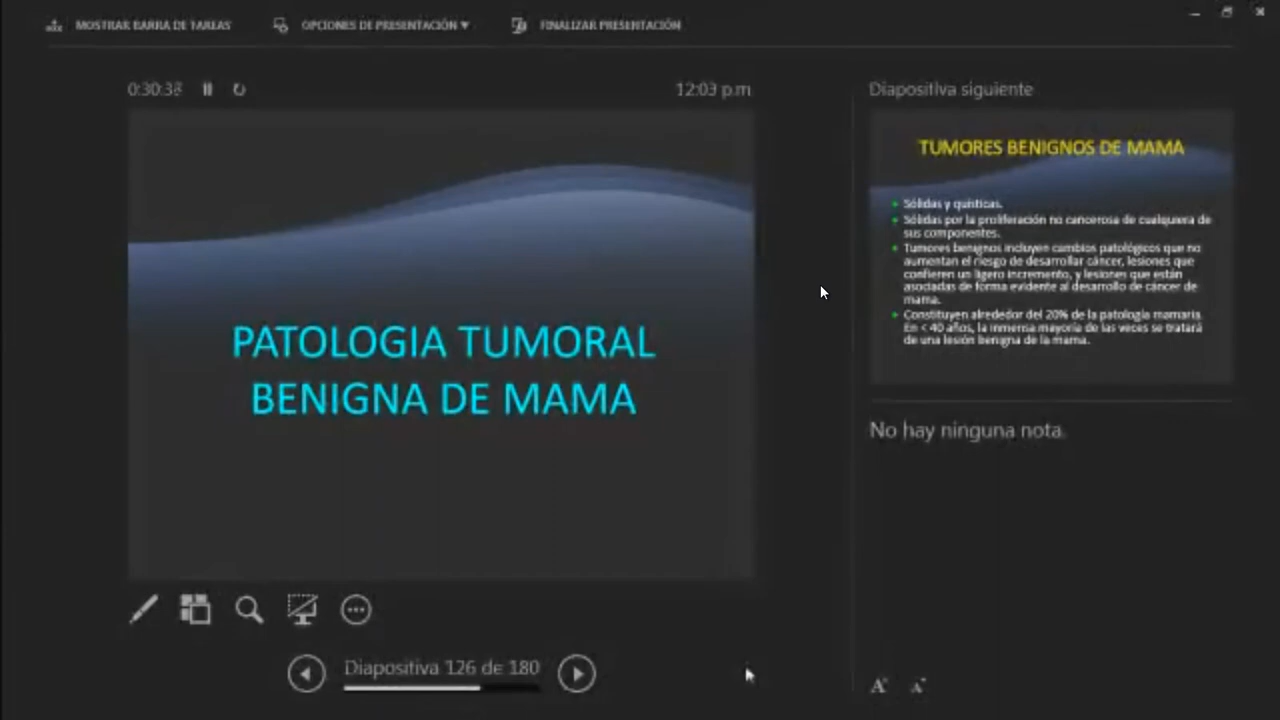 MOSTRAR BARRA DE TAREAS
OPCIONES DE PRESENTACIÓN ▼
FINALIZAR PRESENTACIÓN
0:30:38
12:03 p.m
PATOLOGIA TUMORAL
BENIGNA DE MAMA
Diapositiva 126 de 180
Diapositiva siguiente
TUMORES BENIGNOS DE MAMA
Sólidas y quísticas.
Sólidas por la proliferación no cancerosa de cualquiera de
sus componentes.
Tumores benignos incluyen cambios patológicos que no
aumentan el riesgo de desarrollar cáncer, lesiones que
confieren un ligero incremento, y lesiones que están
asociadas de forma evidente al desarrollo de cáncer de
mama.
Constituyen alrededor del 20% de la patología mamaria.
En < 40 años, la inmensa mayoría de las veces se tratará
de una lesión benigna de la mama.
No hay ninguna nota.
A A